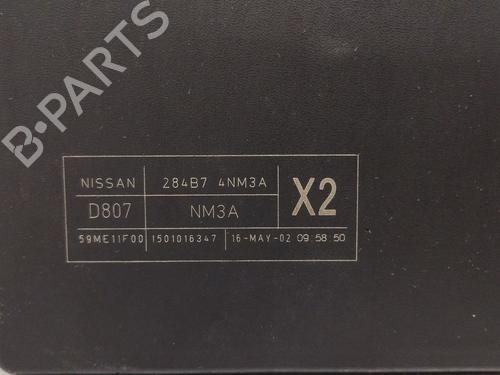 B-PARTS
NISSAN 284B7 4NM3A X2
D807 NM3A
59ME11F00 1501016347 16-MAY-02 09:58:50